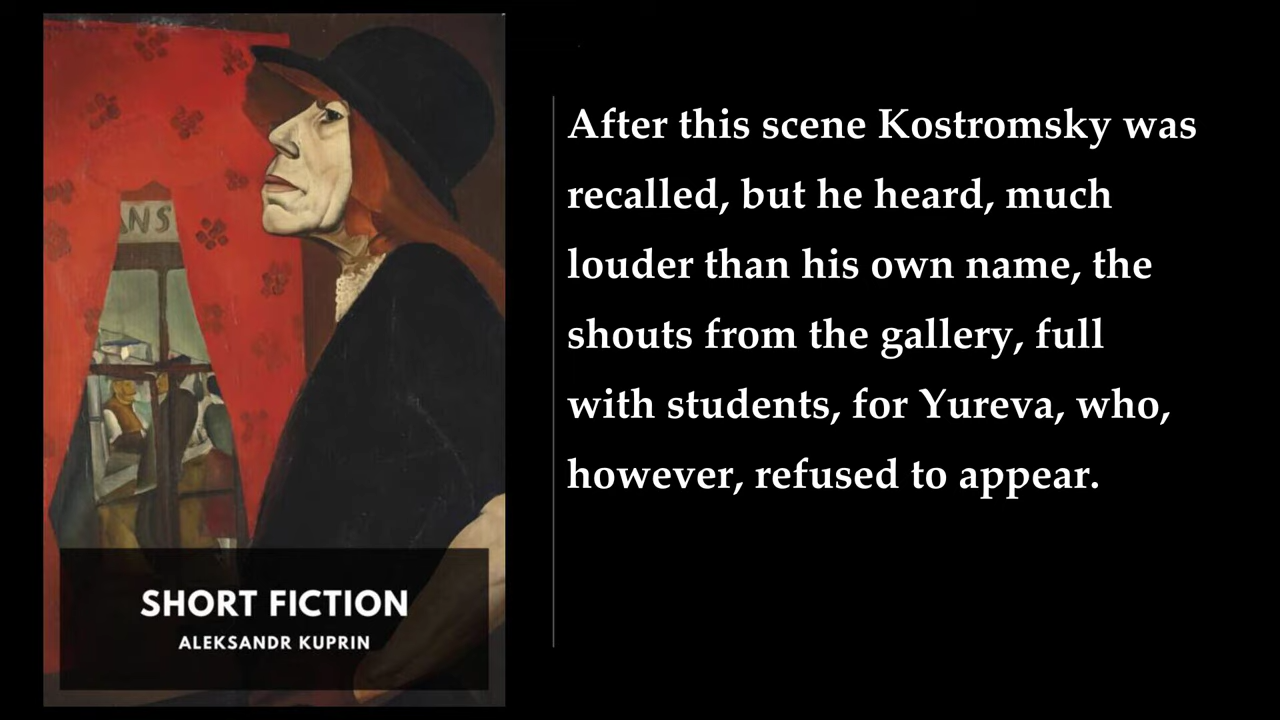 ANS
SHORT FICTION
ALEKSANDR KUPRIN
After this scene Kostromsky was
recalled, but he heard, much
louder than his own name, the
shouts from the gallery, full
with students, for Yureva, who,
however, refused to appear.